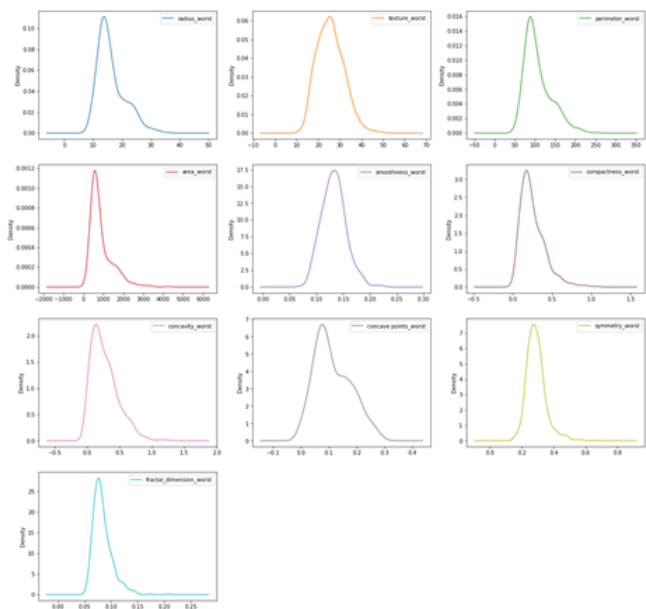 radius_worst
Density
0.10
0.08
0.06
0.04
0.02
0.00
0 10 20 30 40 50
texture_worst
Density
0.06
0.05
0.04
0.03
0.02
0.01
0.00
−10 0 10 20 30 40 50 60 70
perimeter_worst
Density
0.016
0.014
0.012
0.010
0.008
0.006
0.004
0.002
0.000
−50 0 50 100 150 200 250 300 350
area_worst
Density
0.0012
0.0010
0.0008
0.0006
0.0004
0.0002
0.0000
−2000 −1000 0 1000 2000 3000 4000 5000 6000
smoothness_worst
Density
17.5
15.0
12.5
10.0
7.5
5.0
2.5
0.0
0.00 0.05 0.10 0.15 0.20 0.25 0.30
compactness_worst
Density
3.0
2.5
2.0
1.5
1.0
0.5
0.0
−0.5 0.0 0.5 1.0 1.5
concavity_worst
Density
2.0
1.5
1.0
0.5
0.0
−0.5 0.0 0.5 1.0 1.5 2.0
concave points_worst
Density
7
6
5
4
3
2
1
0
−0.1 0.0 0.1 0.2 0.3 0.4
symmetry_worst
Density
7
6
5
4
3
2
1
0
0.0 0.2 0.4 0.6 0.8
fractal_dimension_worst
Density
25
20
15
10
5
0
0.00 0.05 0.10 0.15 0.20 0.25